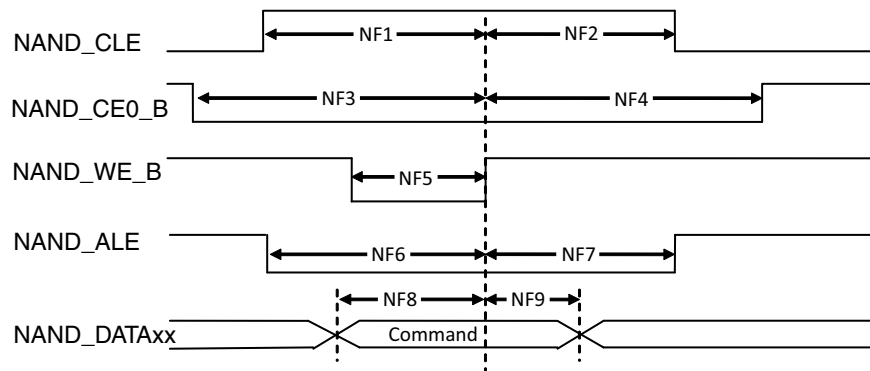 NAND_CLE
NF1
NF2
NAND_CE0_B
NF3
NF4
NAND_WE_B
NF5
NAND_ALE
NF6
NF7
NF8
NF9
NAND_DATAxx
Command